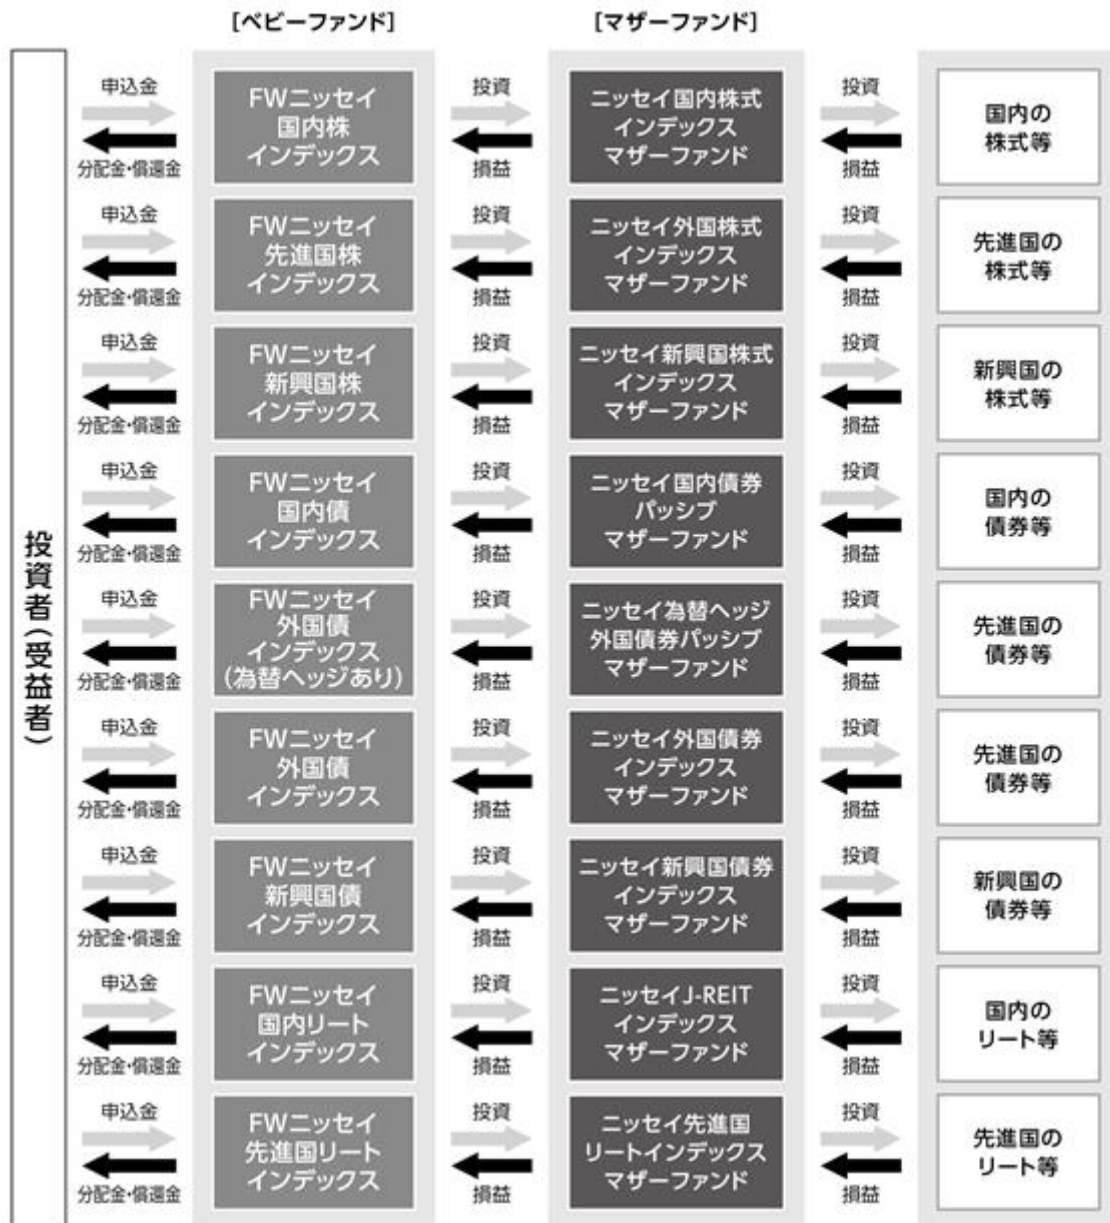 [ベビーファンド]
[マザーファンド]
投資者(受益者)
申込金
分配金・償還金
FWニッセイ
国内株
インデックス
投資
損益
ニッセイ国内株式
インデックス
マザーファンド
投資
損益
国内の
株式等
申込金
分配金・償還金
FWニッセイ
先進国株
インデックス
投資
損益
ニッセイ外国株式
インデックス
マザーファンド
投資
損益
先進国の
株式等
申込金
分配金・償還金
FWニッセイ
新興国株
インデックス
投資
損益
ニッセイ新興国株式
インデックス
マザーファンド
投資
損益
新興国の
株式等
申込金
分配金・償還金
FWニッセイ
国内債
インデックス
投資
損益
ニッセイ国内債券
パッシブ
マザーファンド
投資
損益
国内の
債券等
申込金
分配金・償還金
FWニッセイ
外国債
インデックス
(為替ヘッジあり)
投資
損益
ニッセイ為替ヘッジ
外国債券パッシブ
マザーファンド
投資
損益
先進国の
債券等
申込金
分配金・償還金
FWニッセイ
外国債
インデックス
投資
損益
ニッセイ外国債券
インデックス
マザーファンド
投資
損益
先進国の
債券等
申込金
分配金・償還金
FWニッセイ
新興国債
インデックス
投資
損益
ニッセイ新興国債券
インデックス
マザーファンド
投資
損益
新興国の
債券等
申込金
分配金・償還金
FWニッセイ
国内リート
インデックス
投資
損益
ニッセイJ-REIT
インデックス
マザーファンド
投資
損益
国内の
リート等
申込金
分配金・償還金
FWニッセイ
先進国リート
インデックス
投資
損益
ニッセイ先進国
リートインデックス
マザーファンド
投資
損益
先進国の
リート等